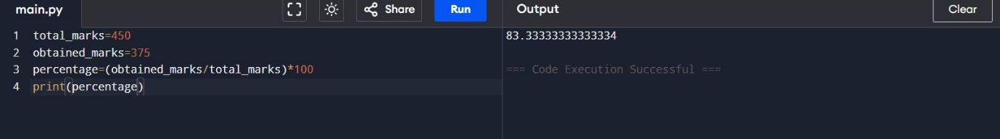 main.py
Share
Run
Output
Clear
1 total_marks=450
2 obtained_marks=375
3 percentage=(obtained_marks/total_marks)*100
4 print(percentage)
83.33333333333334
=== Code Execution Successful ===